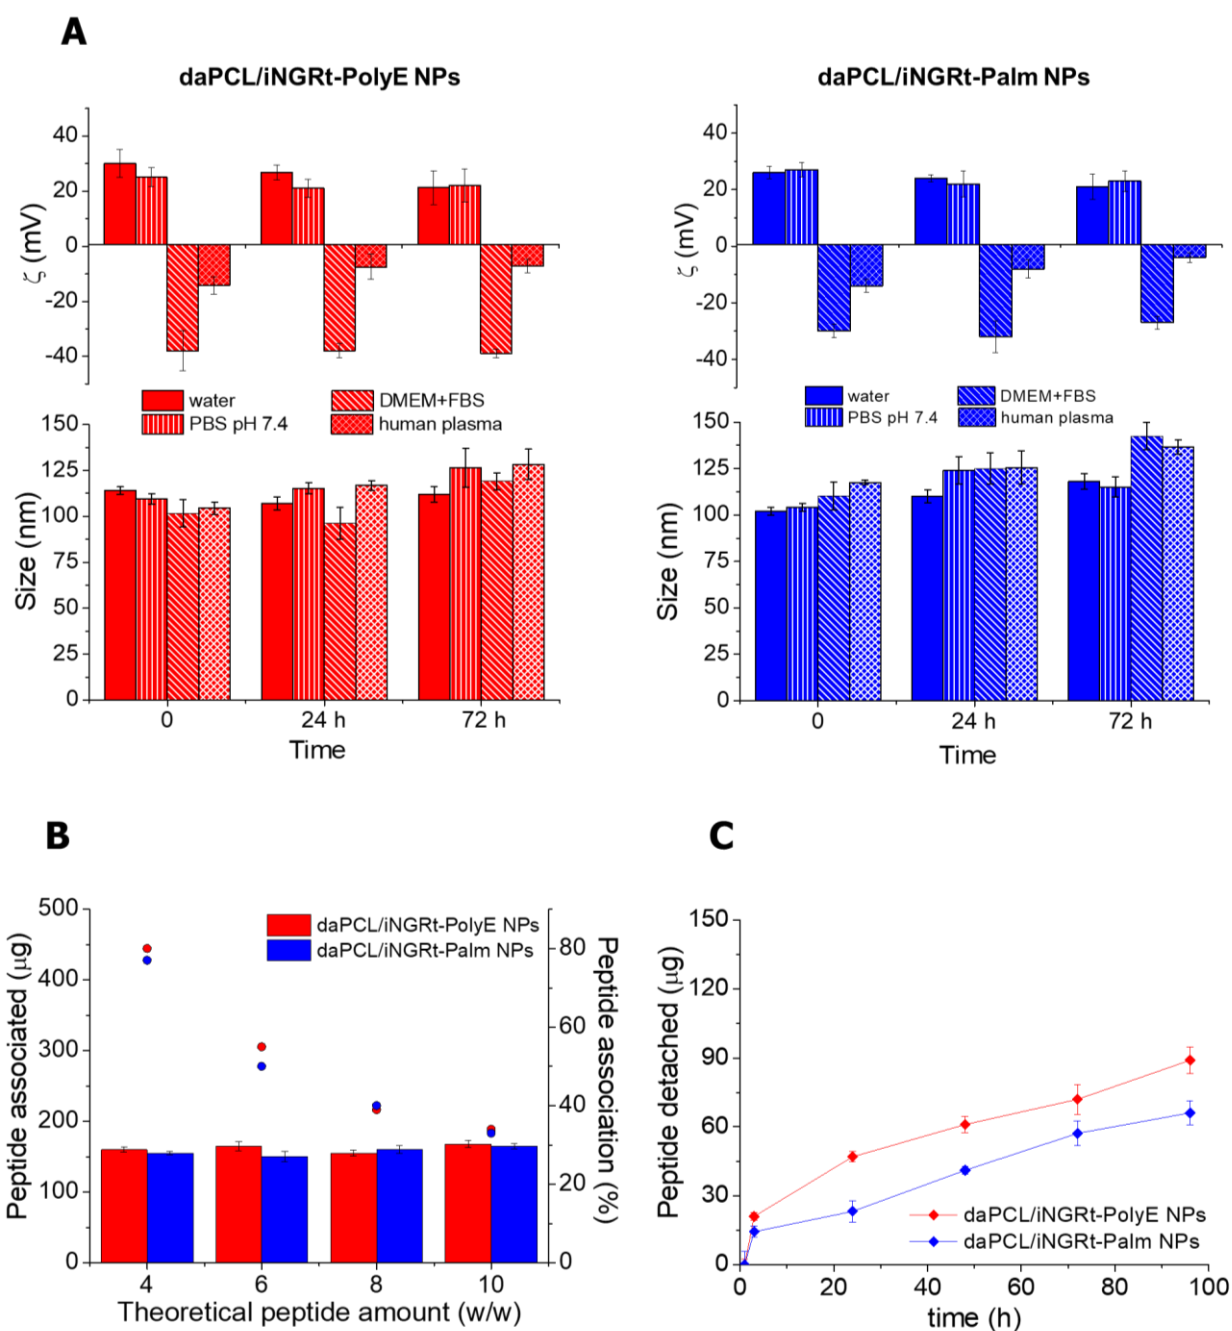 A
daPCL/iNGRt-PolyE NPs
ζ (mV)
40
20
0
-20
-40
water
PBS pH 7.4
DMEM+FBS
human plasma
Size (nm)
150
125
100
75
50
25
0
0
24 h
72 h
Time
daPCL/iNGRt-Palm NPs
ζ (mV)
40
20
0
-20
-40
water
PBS pH 7.4
DMEM+FBS
human plasma
Size (nm)
150
125
100
75
50
25
0
0
24 h
72 h
Time
B
Peptide associated (µg)
500
400
300
200
100
0
daPCL/iNGRt-PolyE NPs
daPCL/iNGRt-Palm NPs
80
60
40
20
0
Peptide association (%)
4
6
8
10
Theoretical peptide amount (w/w)
C
Peptide detached (µg)
150
120
90
60
30
0
daPCL/iNGRt-PolyE NPs
daPCL/iNGRt-Palm NPs
0
20
40
60
80
100
time (h)